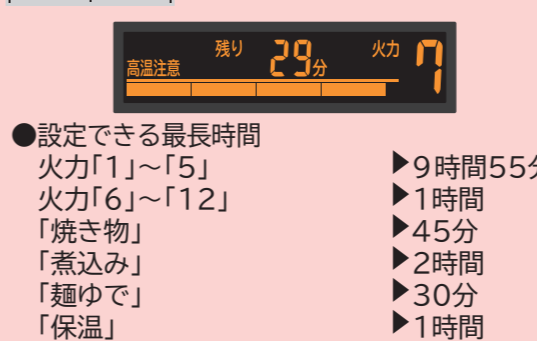 残り 29分 火力 7
高温注意
●設定できる最長時間
火力「1」~「5」 ▶9時間55分
火力「6」~「12」 ▶1時間
「焼き物」 ▶45分
「煮込み」 ▶2時間
「麺ゆで」 ▶30分
「保温」 ▶1時間